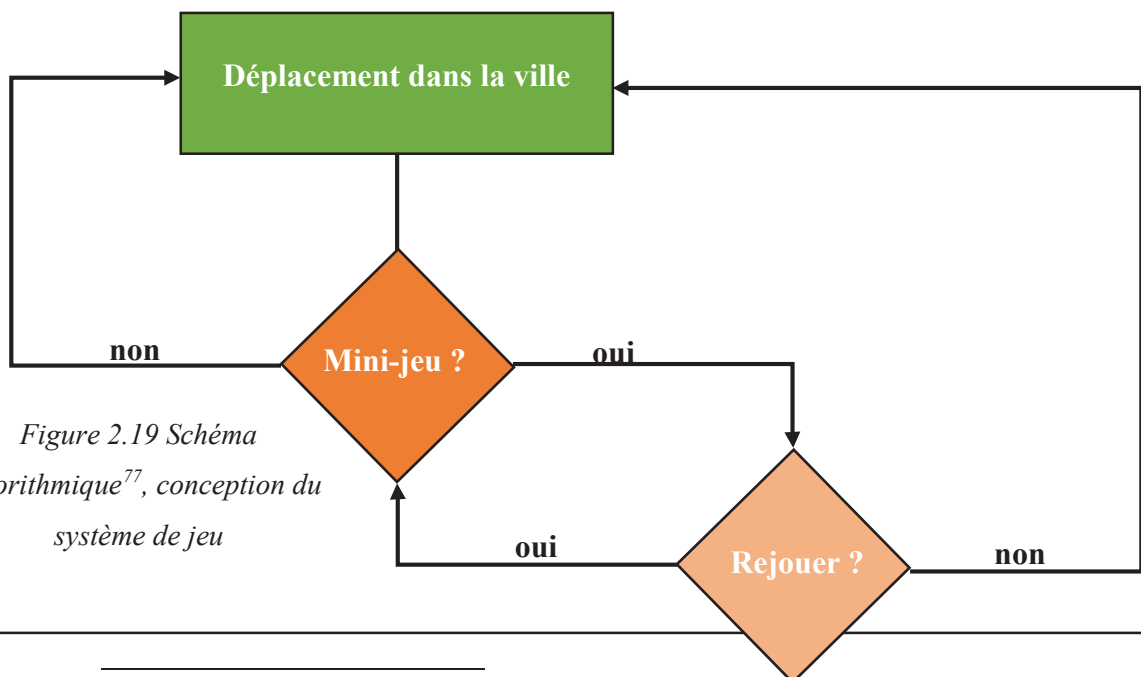 Déplacement dans la ville
non
Mini-jeu ?
oui
Figure 2.19 Schéma
orithmique77, conception du
système de jeu
oui
Rejouer ?
non